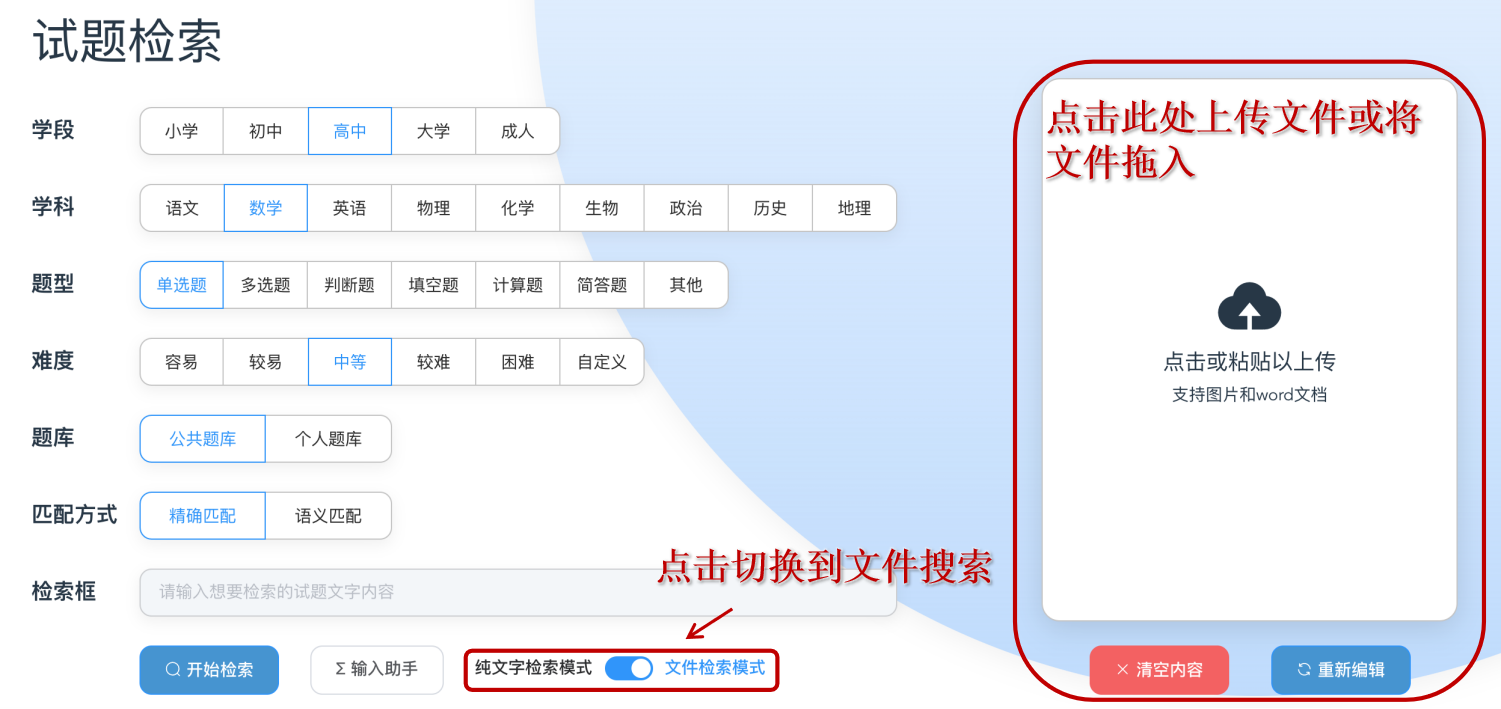 试题检索
学段 小学 初中 高中 大学 成人
学科 语文 数学 英语 物理 化学 生物 政治 历史 地理
题型 单选题 多选题 判断题 填空题 计算题 简答题 其他
难度 容易 较易 中等 较难 困难 自定义
题库 公共题库 个人题库
匹配方式 精确匹配 语义匹配
点击切换到文件搜索
检索框 请输入想要检索的试题文字内容
开始检索 Σ 输入助手 纯文字检索模式 文件检索模式
点击此处上传文件或将
文件拖入
点击或粘贴以上传
支持图片和word文档
× 清空内容 重新编辑